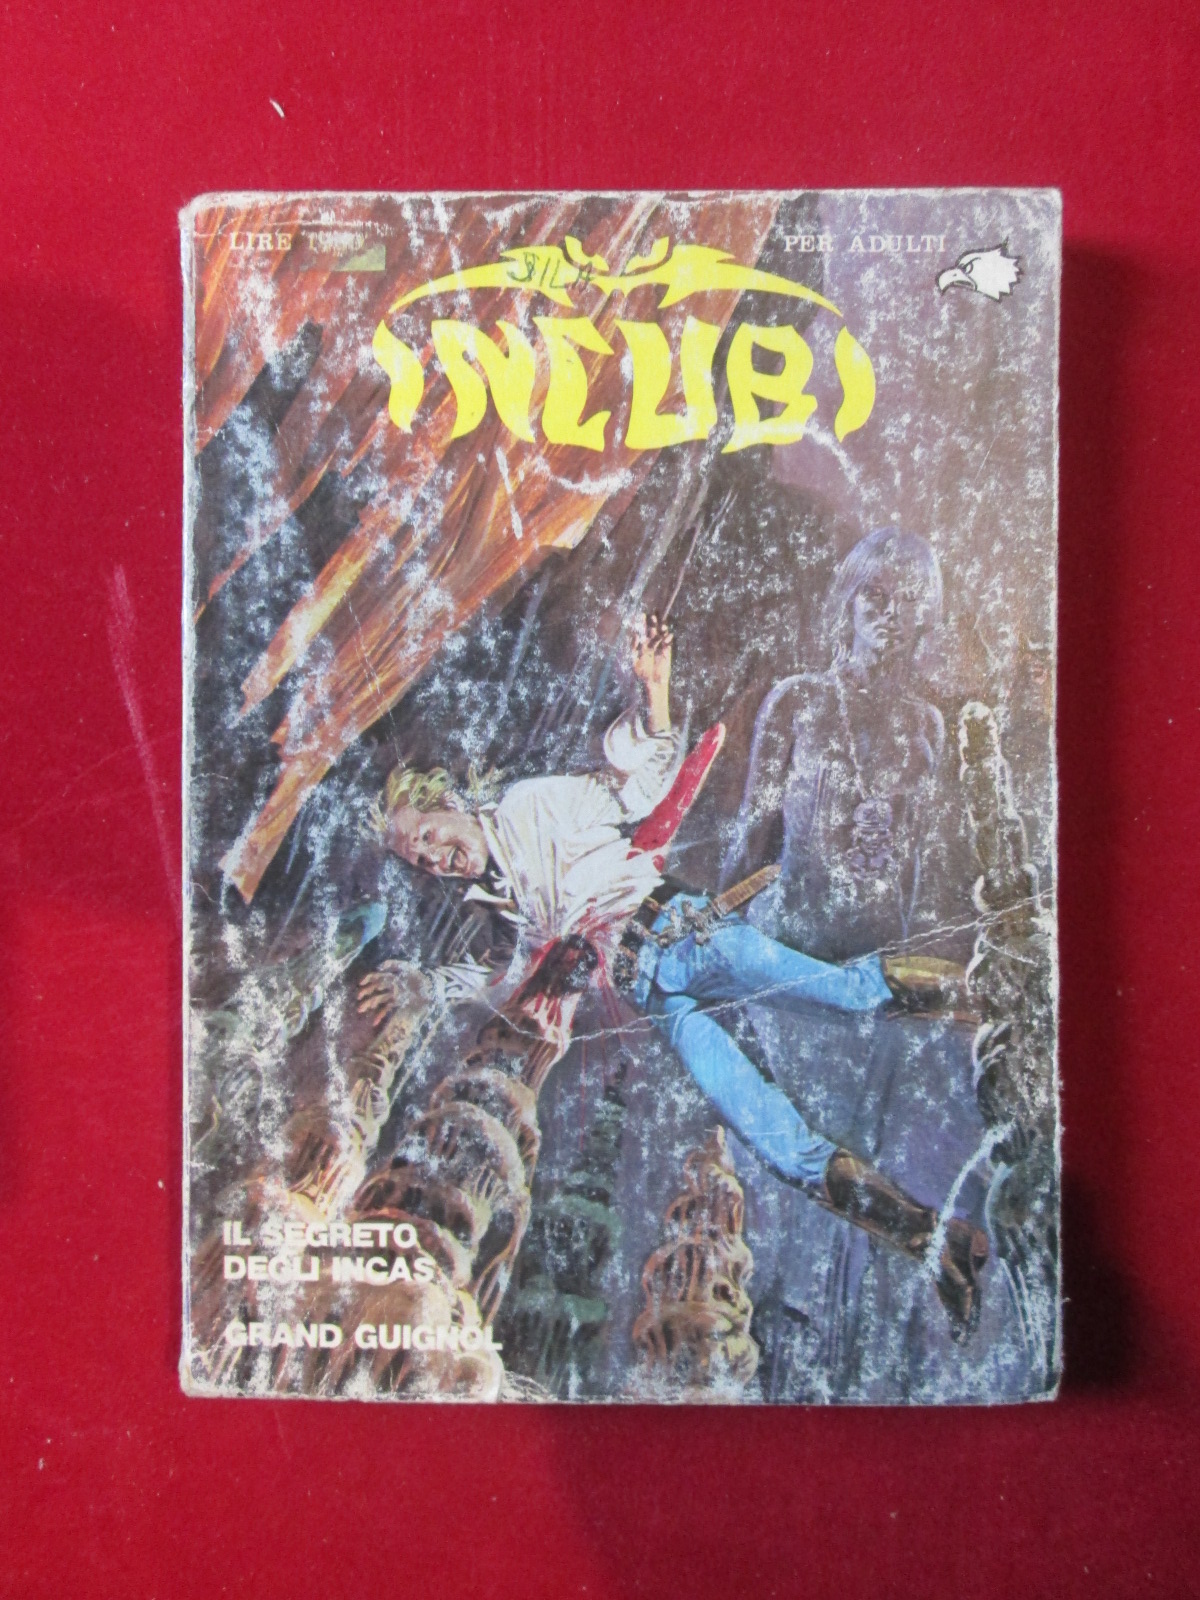 LIRE
PER ADULTI
INCUBI
IL SEGRETO
DEGLI INCAS
GRAND GUIGNOL